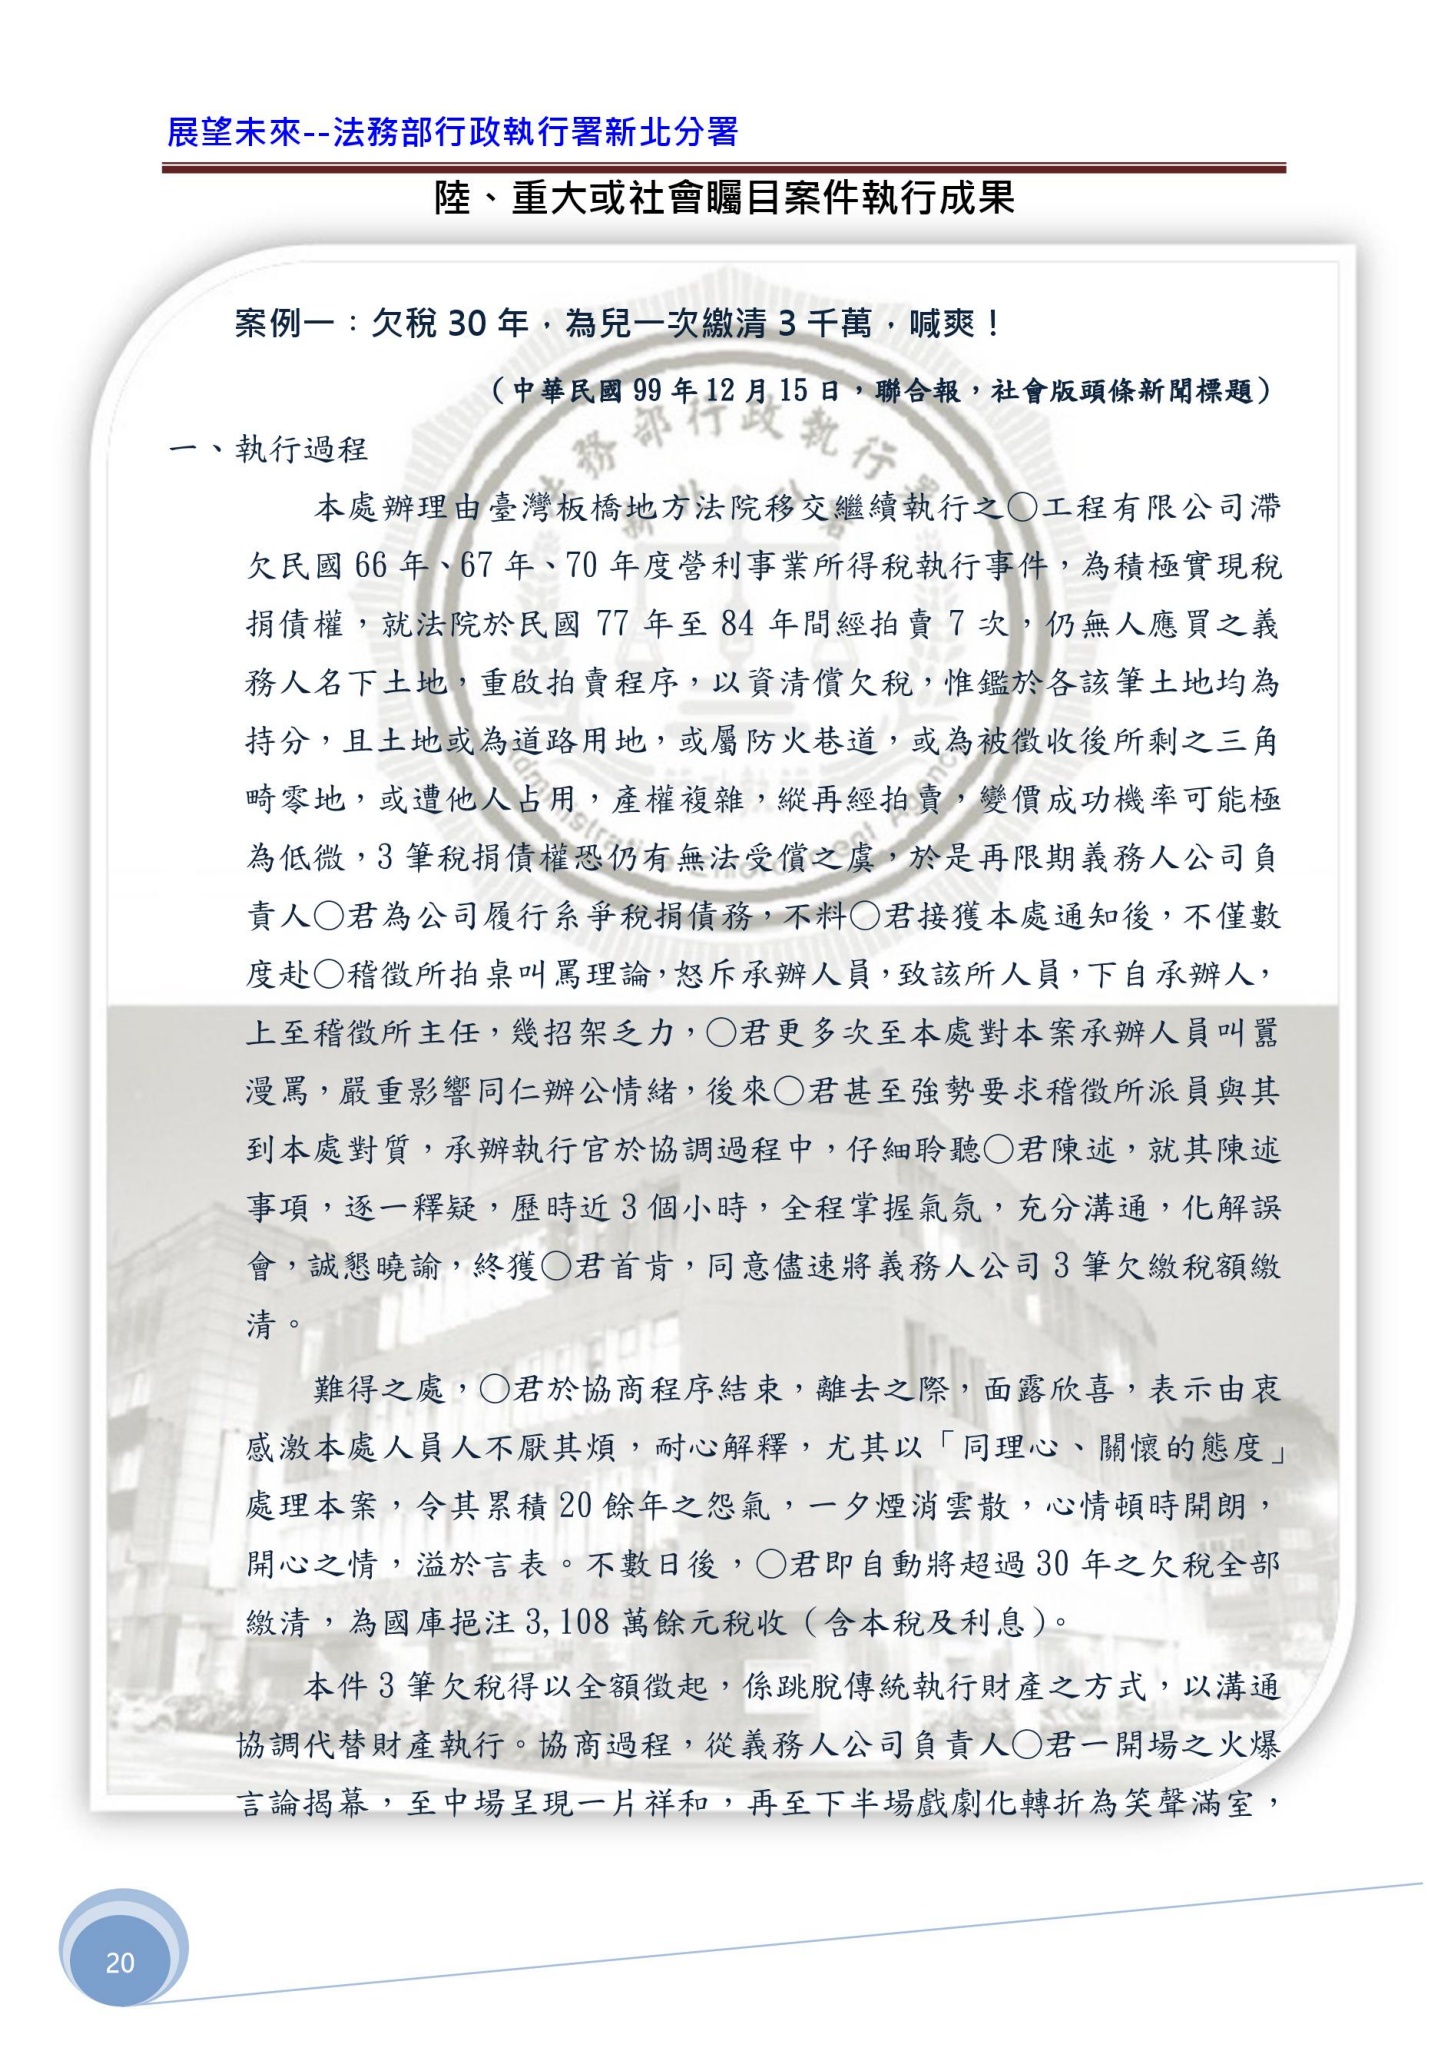 展望未來--法務部行政執行署新北分署
陸、重大或社會矚目案件執行成果
案例一：欠稅 30 年，為兒一次繳清 3 千萬，喊爽！
（中華民國 99 年 12 月 15 日，聯合報，社會版頭條新聞標題）
一、執行過程
本處辦理由臺灣板橋地方法院移交繼續執行之○工程有限公司滯
欠民國 66 年、67 年、70 年度營利事業所得稅執行事件，為積極實現稅
捐債權，就法院於民國 77 年至 84 年間經拍賣 7 次，仍無人應買之義
務人名下土地，重啟拍賣程序，以資清償欠稅，惟鑑於各該筆土地均為
持分，且土地或為道路用地，或屬防火巷道，或為被徵收後所剩之三角
畸零地，或遭他人占用，產權複雜，縱再經拍賣，變價成功機率可能極
為低微，3 筆稅捐債權恐仍有無法受償之虞，於是再限期義務人公司負
責人○君為公司履行系爭稅捐債務，不料○君接獲本處通知後，不僅數
度赴○稽徵所拍桌叫罵理論，怒斥承辦人員，致該所人員，下自承辦人，
上至稽徵所主任，幾招架乏力，○君更多次至本處對本案承辦人員叫囂
漫罵，嚴重影響同仁辦公情緒，後來○君甚至強勢要求稽徵所派員與其
到本處對質，承辦執行官於協調過程中，仔細聆聽○君陳述，就其陳述
事項，逐一釋疑，歷時近 3 個小時，全程掌握氣氛，充分溝通，化解誤
會，誠懇曉諭，終獲○君首肯，同意儘速將義務人公司 3 筆欠繳稅額繳
清。
難得之處，○君於協商程序結束，離去之際，面露欣喜，表示由衷
感激本處人員人不厭其煩，耐心解釋，尤其以「同理心、關懷的態度」
處理本案，令其累積 20 餘年之怨氣，一夕煙消雲散，心情頓時開朗，
開心之情，溢於言表。不數日後，○君即自動將超過 30 年之欠稅全部
繳清，為國庫挹注 3,108 萬餘元稅收（含本稅及利息）。
本件 3 筆欠稅得以全額徵起，係跳脫傳統執行財產之方式，以溝通
協調代替財產執行。協商過程，從義務人公司負責人○君一開場之火爆
言論揭幕，至中場呈現一片祥和，再至下半場戲劇化轉折為笑聲滿室，
法務部行政執行署
新北分署
Administrative Enforcement Agency
20